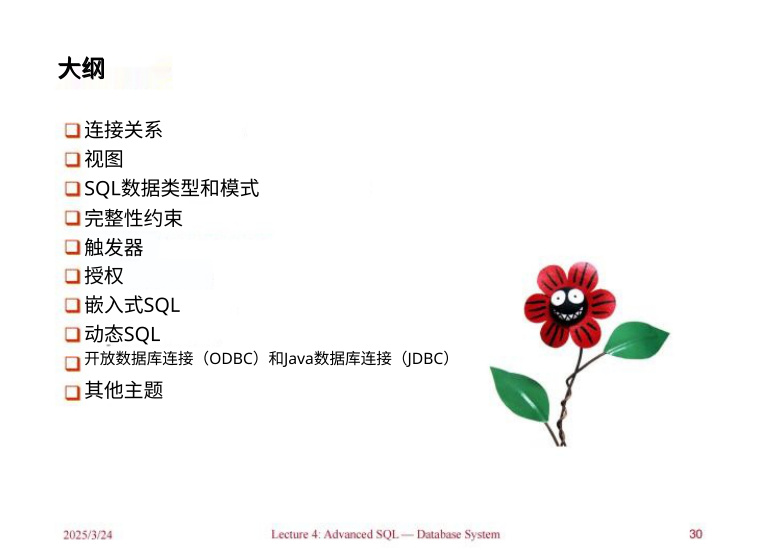 大纲
连接关系
视图
SQL数据类型和模式
完整性约束
触发器
授权
嵌入式SQL
动态SQL
开放数据库连接（ODBC）和Java数据库连接（JDBC）
其他主题
2025/3/24
Lecture 4: Advanced SQL — Database System
30